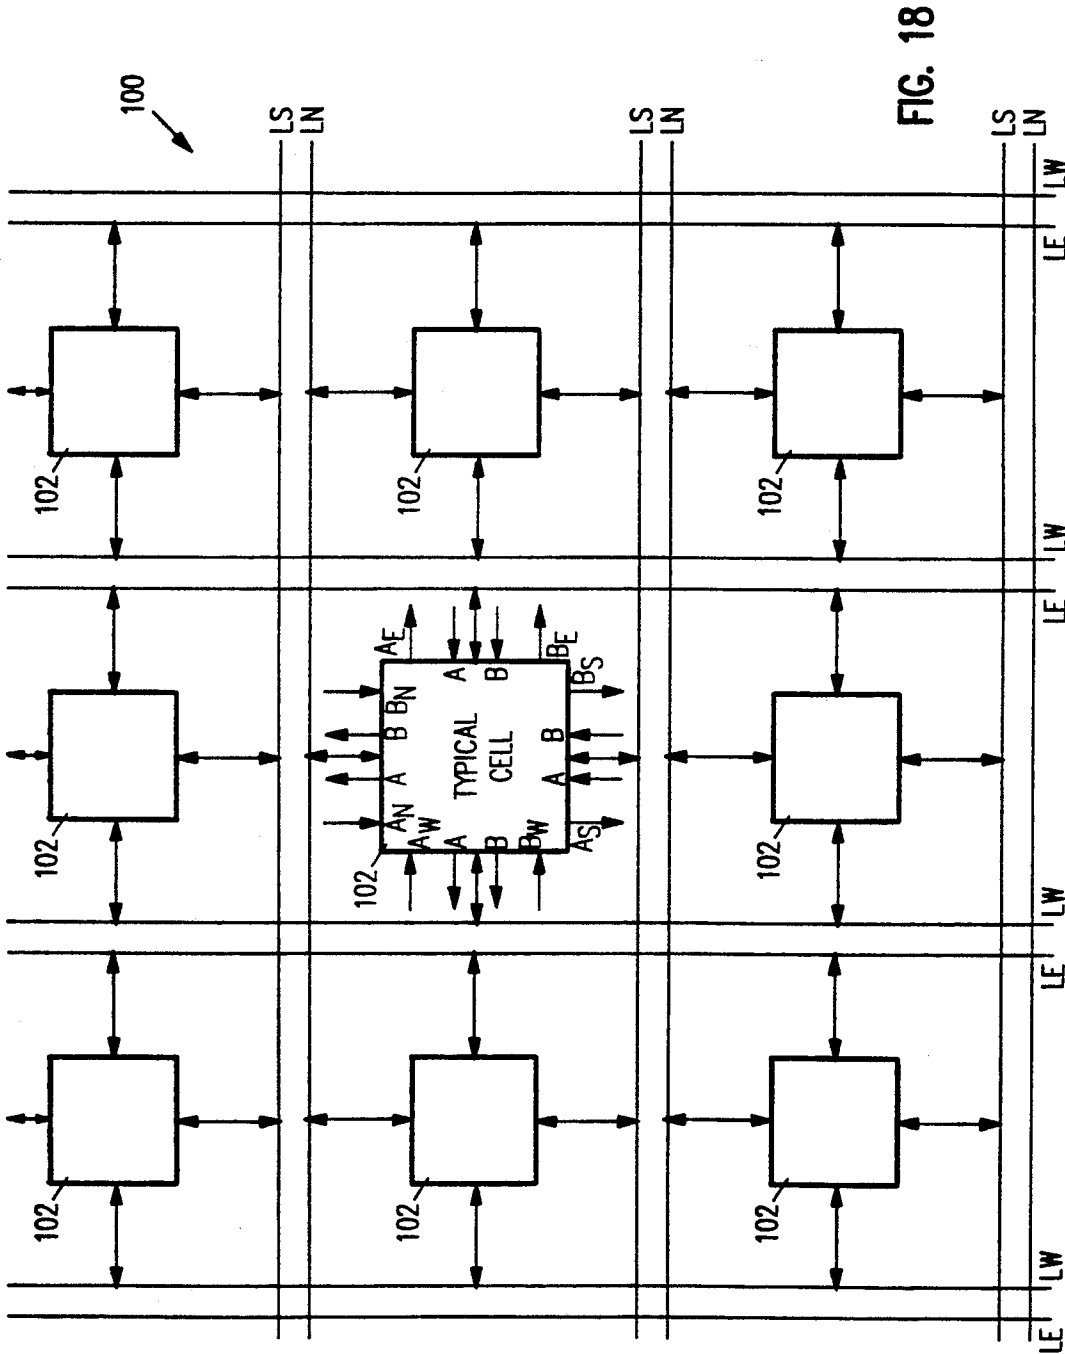 102 102 102
100
LS
LN
102
AN A B BN AE
AW
102 102
A TYPICAL A
B CELL B
BW
A B
BE
AS BS
LS
LN
102 102 102
FIG. 18
LS
LN
LE LW LE LW LE LW LE LW